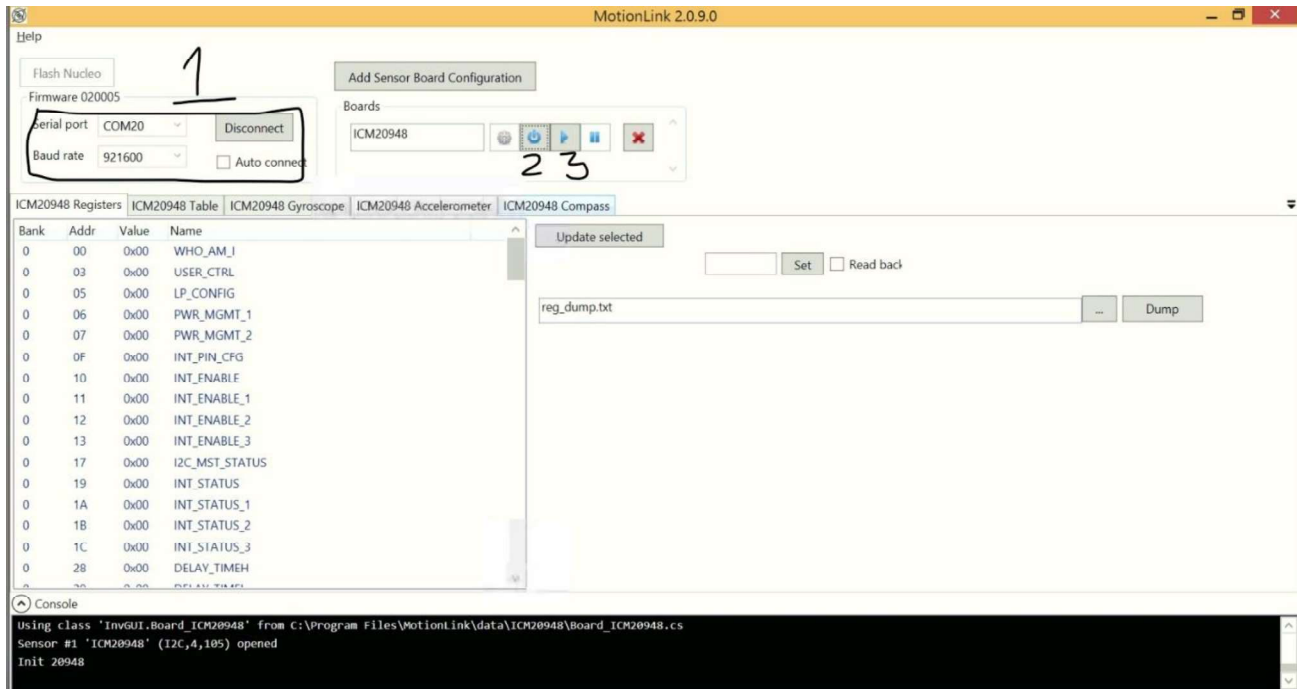 MotionLink 2.0.9.0
Help
Flash Nucleo
1
Add Sensor Board Configuration
Firmware 020005
Boards
Serial port COM20 Disconnect
ICM20948
Baud rate 921600 Auto connect
2 3
ICM20948 Registers ICM20948 Table ICM20948 Gyroscope ICM20948 Accelerometer ICM20948 Compass
Bank Addr Value Name
Update selected
0 00 0x00 WHO_AM_I
Set Read back
0 03 0x00 USER_CTRL
0 05 0x00 LP_CONFIG
0 06 0x00 PWR_MGMT_1
reg_dump.txt ... Dump
0 07 0x00 PWR_MGMT_2
0 0F 0x00 INT_PIN_CFG
0 10 0x00 INT_ENABLE
0 11 0x00 INT_ENABLE_1
0 12 0x00 INT_ENABLE_2
0 13 0x00 INT_ENABLE_3
0 17 0x00 I2C_MST_STATUS
0 19 0x00 INT_STATUS
0 1A 0x00 INT_STATUS_1
0 1B 0x00 INT_STATUS_2
0 1C 0x00 INT_STATUS_3
0 28 0x00 DELAY_TIMEH
Console
Using class 'InvGUI.Board_ICM20948' from C:\Program Files\MotionLink\data\ICM20948\Board_ICM20948.cs
Sensor #1 'ICM20948' (I2C,4,105) opened
Init 20948